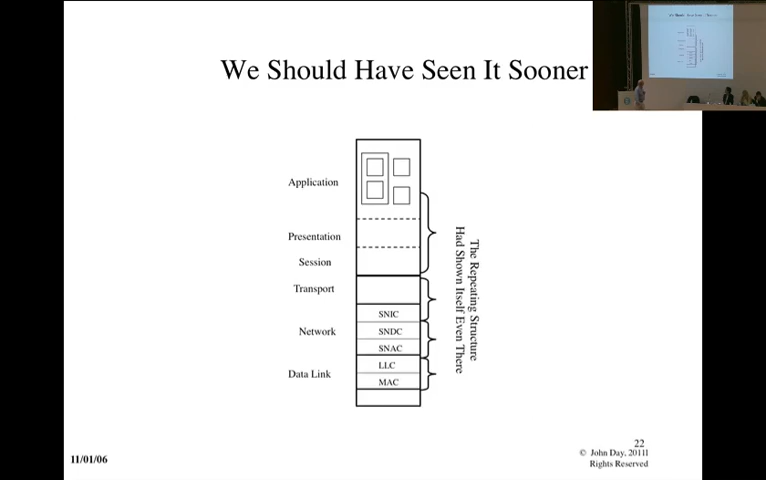 We Should Have Seen It Sooner
Application
Presentation
Session
Transport
Network
Data Link
SNIC
SNDC
SNAC
LLC
MAC
The Repeating Structure
Had Shown Itself Even There
11/01/06
22
© John Day, 20111
Rights Reserved